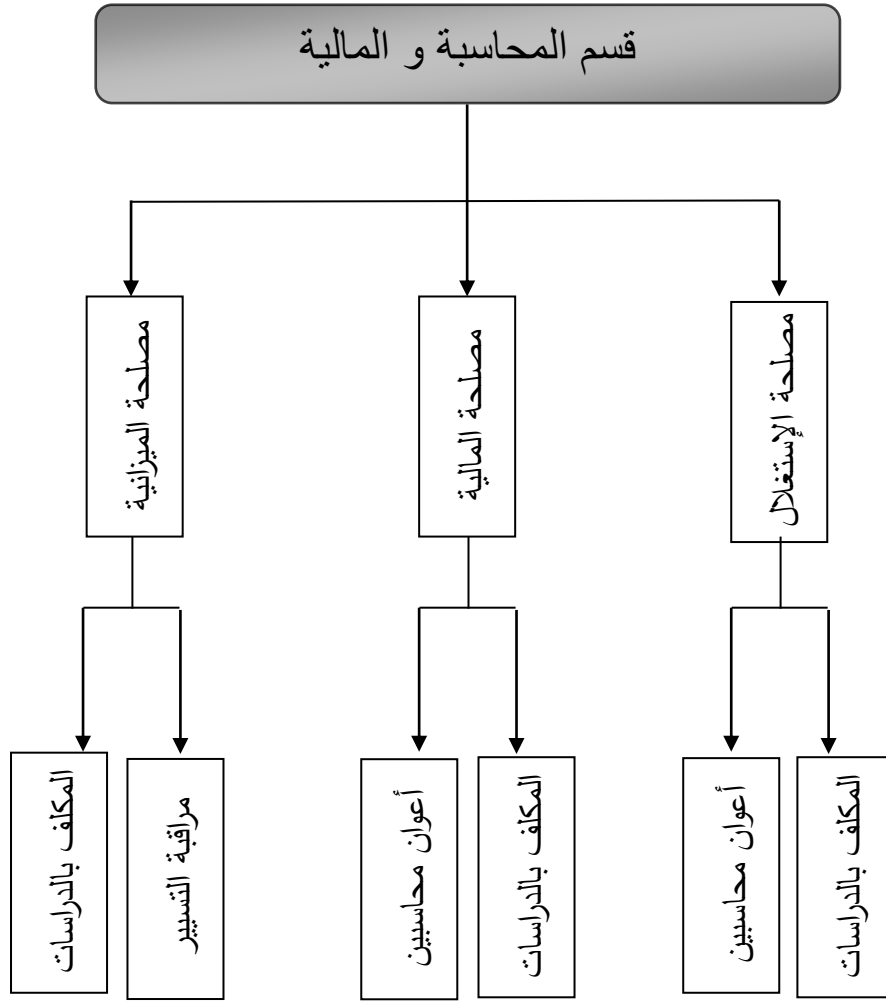 قسم المحاسبة و المالية
مصلحة الإستغلال
مصلحة المالية
مصلحة الميزانية
المكلف بالدراسات
أعوان محاسبين
المكلف بالدراسات
أعوان محاسبين
مراقبة التسيير
المكلف بالدراسات